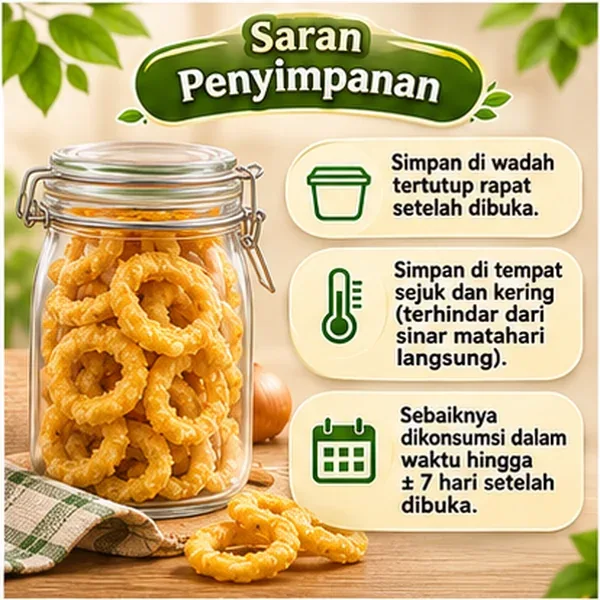 Saran
Penyimpanan
Simpan di wadah
tertutup rapat
setelah dibuka.
Simpan di tempat
sejuk dan kering
(terhindar dari
sinar matahari
langsung).
Sebaiknya
dikonsumsi dalam
waktu hingga
± 7 hari setelah
dibuka.